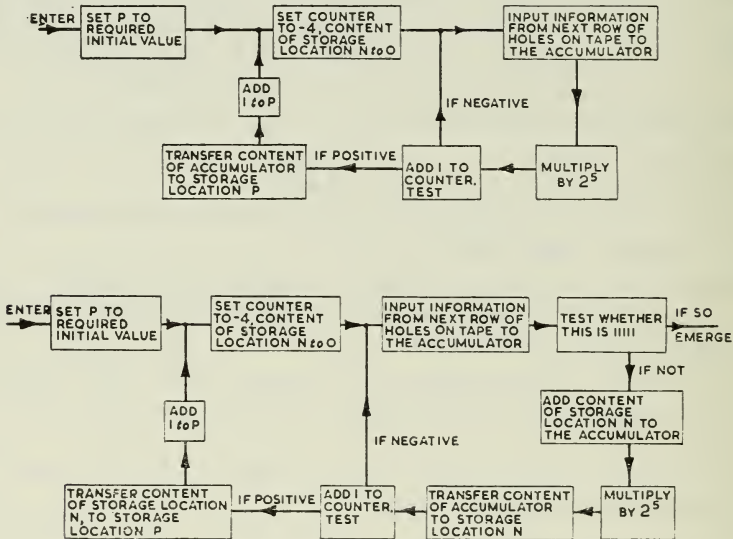 ENTER
SET P TO
REQUIRED
INITIAL VALUE
SET COUNTER
TO-4, CONTENT
OF STORAGE
LOCATION N to O
INPUT INFORMATION
FROM NEXT ROW OF
HOLES ON TAPE TO
THE ACCUMULATOR
ADD
I to P
IF NEGATIVE
TRANSFER CONTENT
OF ACCUMULATOR
TO STORAGE
LOCATION P
IF POSITIVE
ADD I TO
COUNTER.
TEST
MULTIPLY
BY 2⁵
ENTER
SET P TO
REQUIRED
INITIAL VALUE
SET COUNTER
TO-4, CONTENT
OF STORAGE
LOCATION N to O
INPUT INFORMATION
FROM NEXT ROW OF
HOLES ON TAPE TO
THE ACCUMULATOR
TEST WHETHER
THIS IS IIIII
IF SO
EMERGE
IF NOT
ADD
I to P
IF NEGATIVE
ADD CONTENT
OF STORAGE
LOCATION N TO
THE ACCUMULATOR
TRANSFER CONTENT
OF STORAGE LOCATION
N, TO STORAGE
LOCATION P
IF POSITIVE
ADD I TO
COUNTER.
TEST
TRANSFER CONTENT
OF ACCUMULATOR
TO STORAGE
LOCATION N
MULTIPLY
BY 2⁵